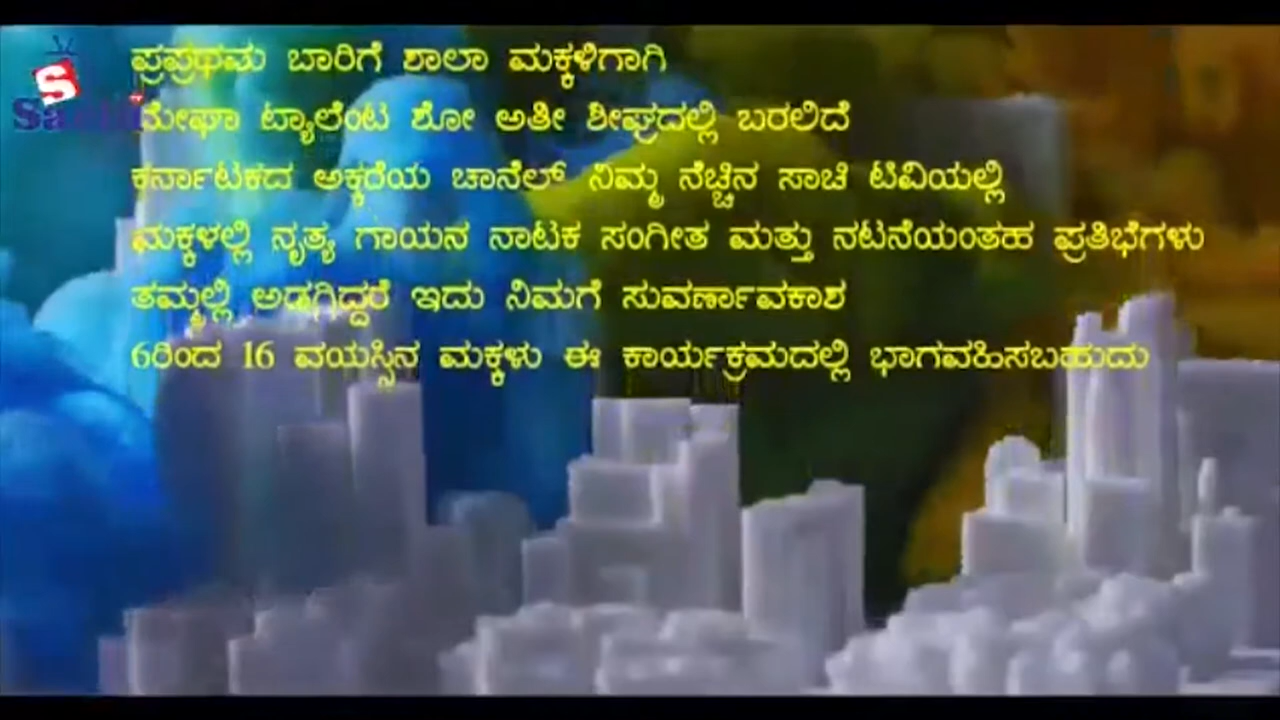 ಪ್ರಪ್ರಥಮ ಬಾರಿಗೆ ಶಾಲಾ ಮಕ್ಕಳಿಗಾಗಿ
ಮೇಘಾ ಟ್ಯಾಲೆಂಟ ಶೋ ಅತೀ ಶೀಘ್ರದಲ್ಲಿ ಬರಲಿದೆ
ಕರ್ನಾಟಕದ ಅಕ್ಕರೆಯ ಚಾನೆಲ್ ನಿಮ್ಮ ನೆಚ್ಚಿನ ಸಾಚಿ ಟಿವಿಯಲ್ಲಿ
ಮಕ್ಕಳಲ್ಲಿ ನೃತ್ಯ ಗಾಯನ ನಾಟಕ ಸಂಗೀತ ಮತ್ತು ನಟನೆಯಂತಹ ಪ್ರತಿಭೆಗಳು
ತಮ್ಮಲ್ಲಿ ಅಡಗ್ಗಿದ್ದರೆ ಇದು ನಿಮಗೆ ಸುವರ್ಣಾವಕಾಶ
6ರಿಂದ 16 ವಯಸ್ಸಿನ ಮಕ್ಕಳು ಈ ಕಾರ್ಯಕ್ರಮದಲ್ಲಿ ಭಾಗವಹಿಸಬಹುದು